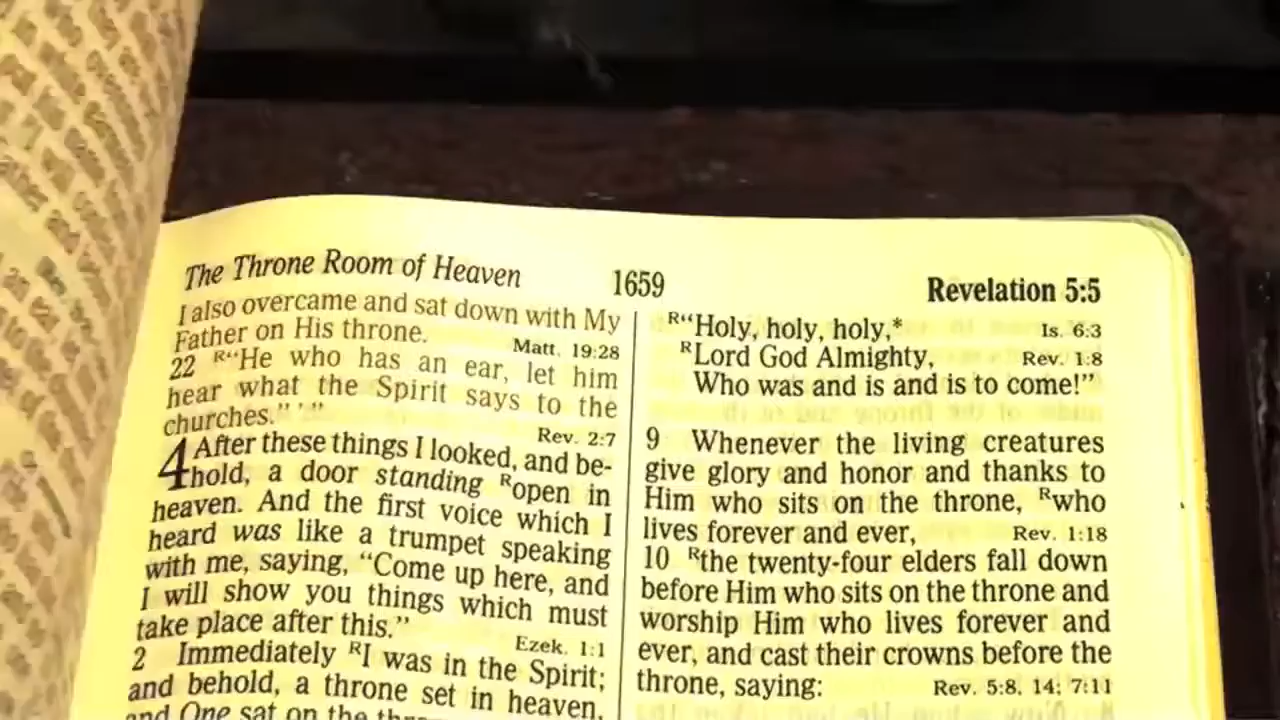 The Throne Room of Heaven
1659
Revelation 5:5
I also overcame and sat down with My
Father on His throne. Matt. 19:28
22 R“He who has an ear, let him
hear what the Spirit says to the
churches.” ’ ” Rev. 2:7
4 After these things I looked, and be-
hold, a door standing Ropen in
heaven. And the first voice which I
heard was like a trumpet speaking
with me, saying, “Come up here, and
I will show you things which must
take place after this.” Ezek. 1:1
2 Immediately RI was in the Spirit;
and behold, a throne set in heaven,
and One sat on the
R“Holy, holy, holy,* Is. 6:3
RLord God Almighty, Rev. 1:8
Who was and is and is to come!”
9 Whenever the living creatures
give glory and honor and thanks to
Him who sits on the throne, Rwho
lives forever and ever, Rev. 1:18
10 Rthe twenty-four elders fall down
before Him who sits on the throne and
worship Him who lives forever and
ever, and cast their crowns before the
throne, saying: Rev. 5:8, 14; 7:11